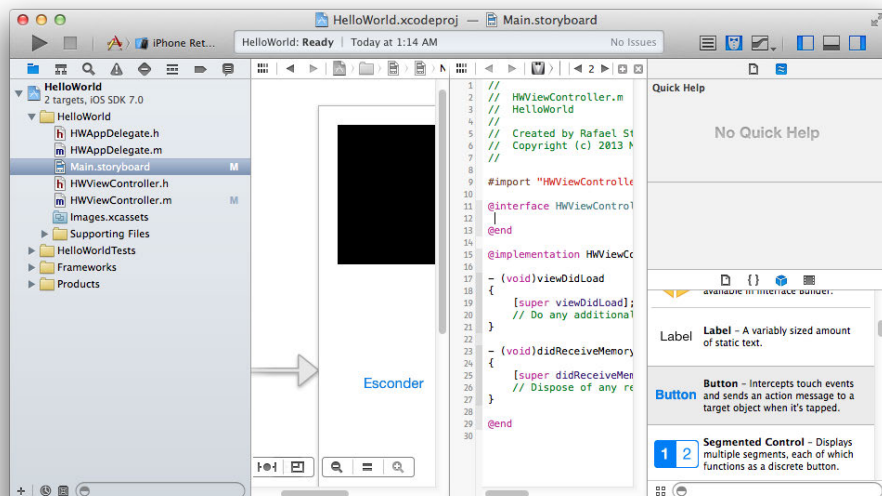 HelloWorld.xcodeproj — Main.storyboard
iPhone Ret...
HelloWorld: Ready | Today at 1:14 AM
No Issues
2
HelloWorld
2 targets, iOS SDK 7.0
HelloWorld
h HWAppDelegate.h
m HWAppDelegate.m
Main.storyboard M
h HWViewController.h
m HWViewController.m M
Images.xcassets
Supporting Files
HelloWorldTests
Frameworks
Products
Esconder
1 //
2 // HWViewController.m
3 // HelloWorld
4 //
5 // Created by Rafael St
6 // Copyright (c) 2013
7 //
8
9 #import "HWViewControlle
10
11 @interface HWViewControl
12
13 @end
14
15 @implementation HWViewCo
16
17 - (void)viewDidLoad
18 {
19 [super viewDidLoad];
20 // Do any additional
21 }
22
23 - (void)didReceiveMemory
24 {
25 [super didReceiveMem
26 // Dispose of any re
27 }
28
29 @end
30
Quick Help
No Quick Help
{ }
available in Interface Builder.
Label
Label – A variably sized amount
of static text.
Button
Button – Intercepts touch events
and sends an action message to a
target object when it's tapped.
1 2
Segmented Control – Displays
multiple segments, each of which
functions as a discrete button.